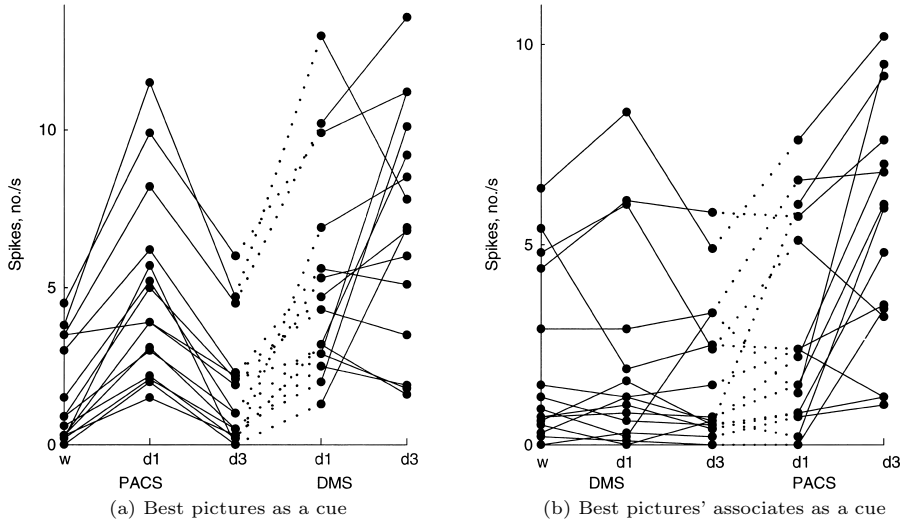 Spikes, no./s
10
5
0
w d1 d3 d1 d3
PACS DMS
(a) Best pictures as a cue
Spikes, no./s
10
5
0
w d1 d3 d1 d3
DMS PACS
(b) Best pictures' associates as a cue